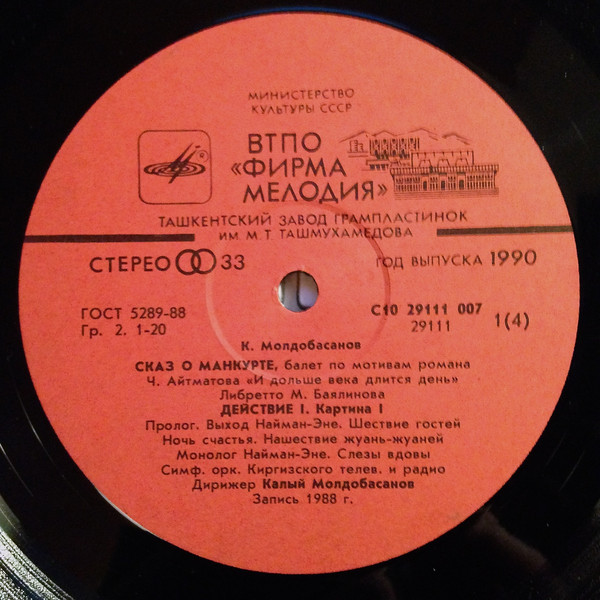 МИНИСТЕРСТВО
КУЛЬТУРЫ СССР
ВТПО
«ФИРМА
МЕЛОДИЯ»
ТАШКЕНТСКИЙ ЗАВОД ГРАМПЛАСТИНОК
ИМ. М. Т. ТАШМУХАМЕДОВА
СТЕРЕО 33
ГОД ВЫПУСКА 1990
ГОСТ 5289-88
Гр. 2. 1-20
С10 29111 007
29111
1(4)
К. Молдобасанов
СКАЗ О МАНКУРТЕ, балет по мотивам романа
Ч. Айтматова «И дольше века длится день»
Либретто М. Баялинова
ДЕЙСТВИЕ I. Картина I
Пролог. Выход Найман-Эне. Шествие гостей
Ночь счастья. Нашествие жуань-жуаней
Монолог Найман-Эне. Слезы вдовы
Симф. орк. Киргизского телев. и радио
Дирижер Калый Молдобасанов
Запись 1988 г.